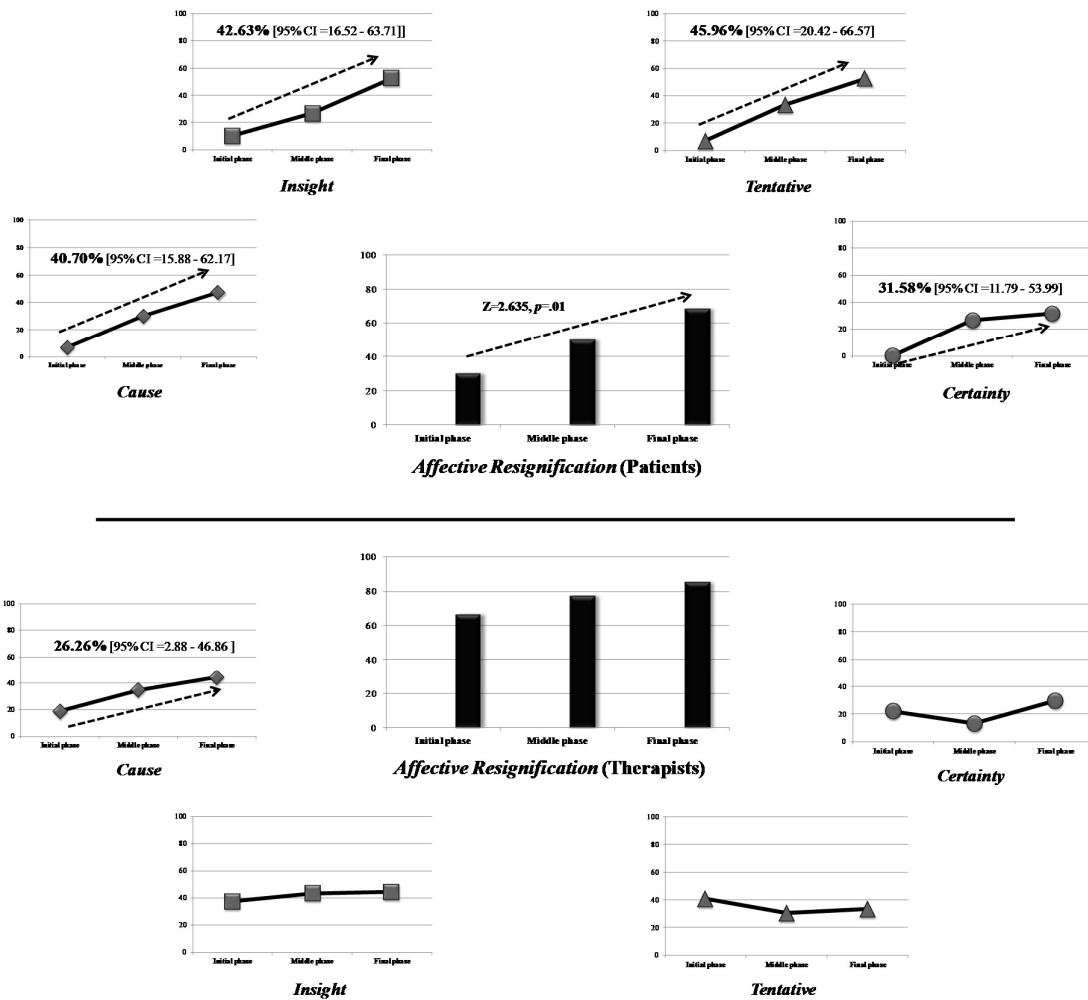 100
80
60
40
20
0
42.63% [95% CI =16.52 - 63.71]]
Initial phase Middle phase Final phase
Insight
100
80
60
40
20
0
45.96% [95% CI =20.42 - 66.57]
Initial phase Middle phase Final phase
Tentative
100
80
60
40
20
0
40.70% [95% CI =15.88 - 62.17]
Initial phase Middle phase Final phase
Cause
100
80
60
40
20
0
Z=2.635, p=.01
Initial phase Middle phase Final phase
Affective Resignification (Patients)
100
80
60
40
20
0
31.58% [95% CI =11.79 - 53.99]
Initial phase Middle phase Final phase
Certainty
100
80
60
40
20
0
26.26% [95% CI =2.88 - 46.86 ]
Initial phase Middle phase Final phase
Cause
100
80
60
40
20
0
Initial phase Middle phase Final phase
Affective Resignification (Therapists)
100
80
60
40
20
0
Initial phase Middle phase Final phase
Certainty
100
80
60
40
20
0
Initial phase Middle phase Final phase
Insight
100
80
60
40
20
0
Initial phase Middle phase Final phase
Tentative